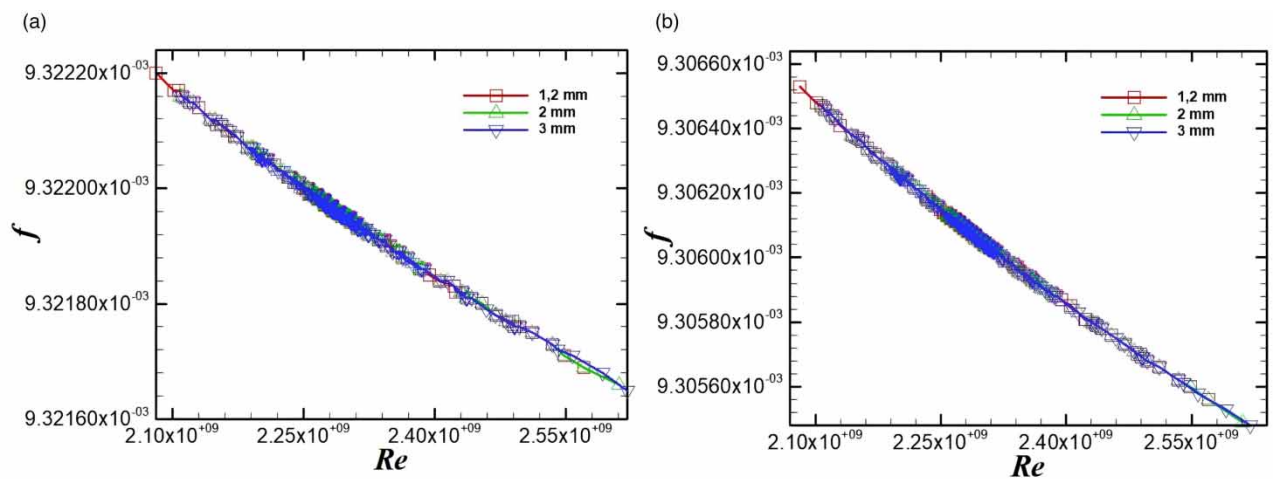 (a)
9.32220x10⁻⁰³
9.32200x10⁻⁰³
9.32180x10⁻⁰³
9.32160x10⁻⁰³
f
1,2 mm
2 mm
3 mm
2.10x10⁺⁰⁹ 2.25x10⁺⁰⁹ 2.40x10⁺⁰⁹ 2.55x10⁺⁰⁹
Re
(b)
9.30660x10⁻⁰³
9.30640x10⁻⁰³
9.30620x10⁻⁰³
9.30600x10⁻⁰³
9.30580x10⁻⁰³
9.30560x10⁻⁰³
f
1,2 mm
2 mm
3 mm
2.10x10⁺⁰⁹ 2.25x10⁺⁰⁹ 2.40x10⁺⁰⁹ 2.55x10⁺⁰⁹
Re